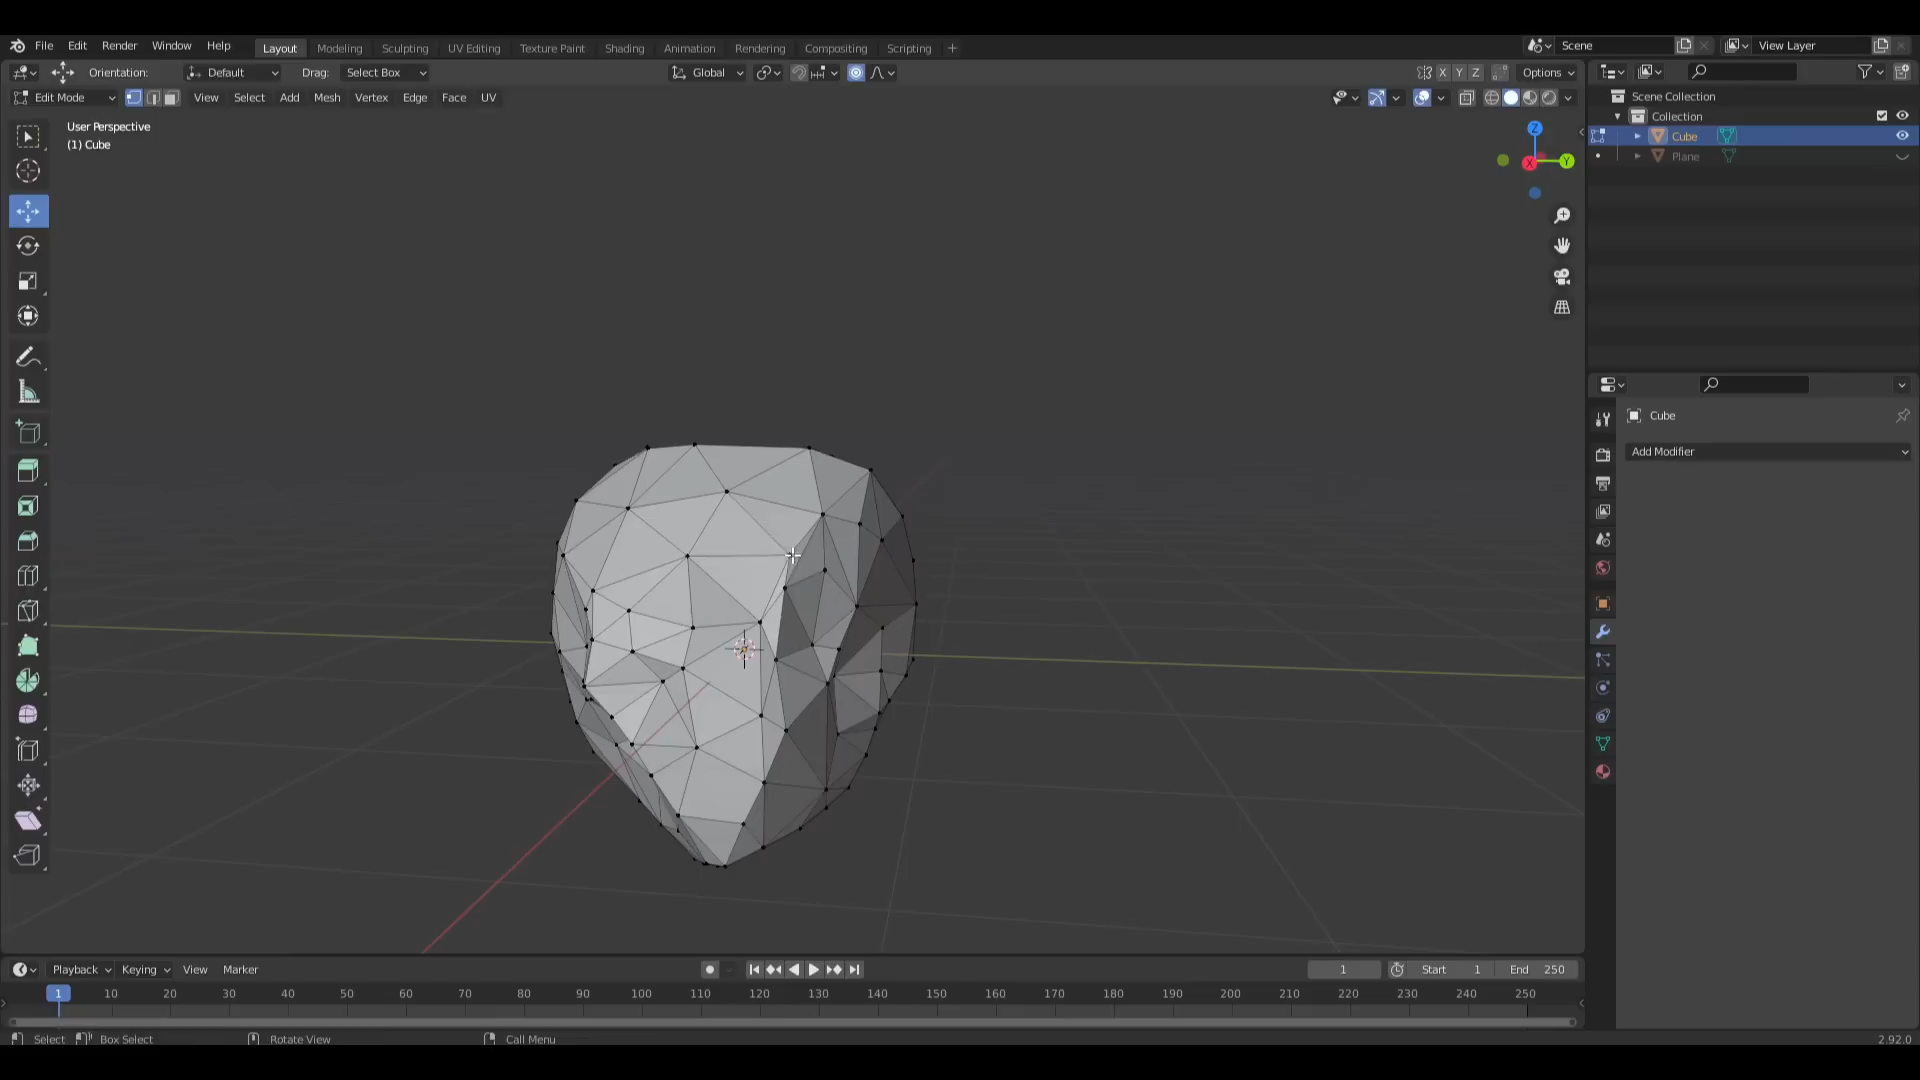 File Edit Render Window Help Layout Modeling Sculpting UV Editing Texture Paint Shading Animation Rendering Compositing Scripting + Scene View Layer
Orientation: Default Drag: Select Box Global X Y Z Options
Edit Mode View Select Add Mesh Vertex Edge Face UV
Scene Collection
Collection
Cube
Plane
User Perspective
(1) Cube
Z
X Y
Cube
Add Modifier
Playback Keying View Marker 1 Start 1 End 250
1 10 20 30 40 50 60 70 80 90 100 110 120 130 140 150 160 170 180 190 200 210 220 230 240 250
Select Box Select Rotate View Call Menu 2.92.0